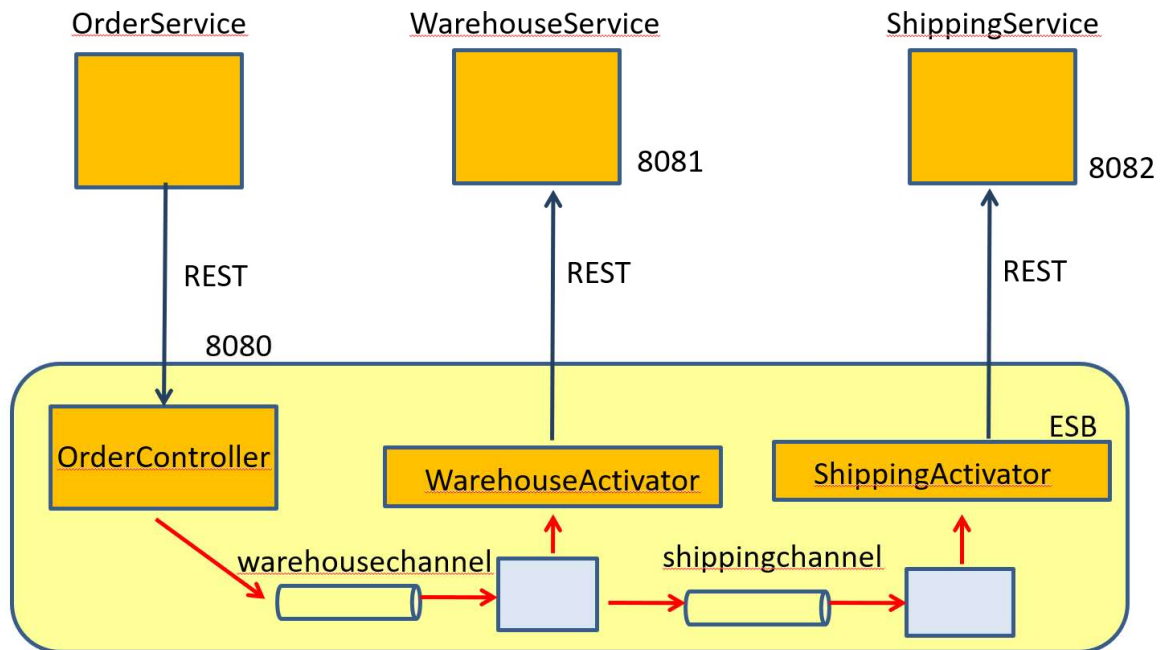 OrderService
WarehouseService
ShippingService
8081
8082
REST
REST
REST
8080
ESB
OrderController
WarehouseActivator
ShippingActivator
warehousechannel
shippingchannel